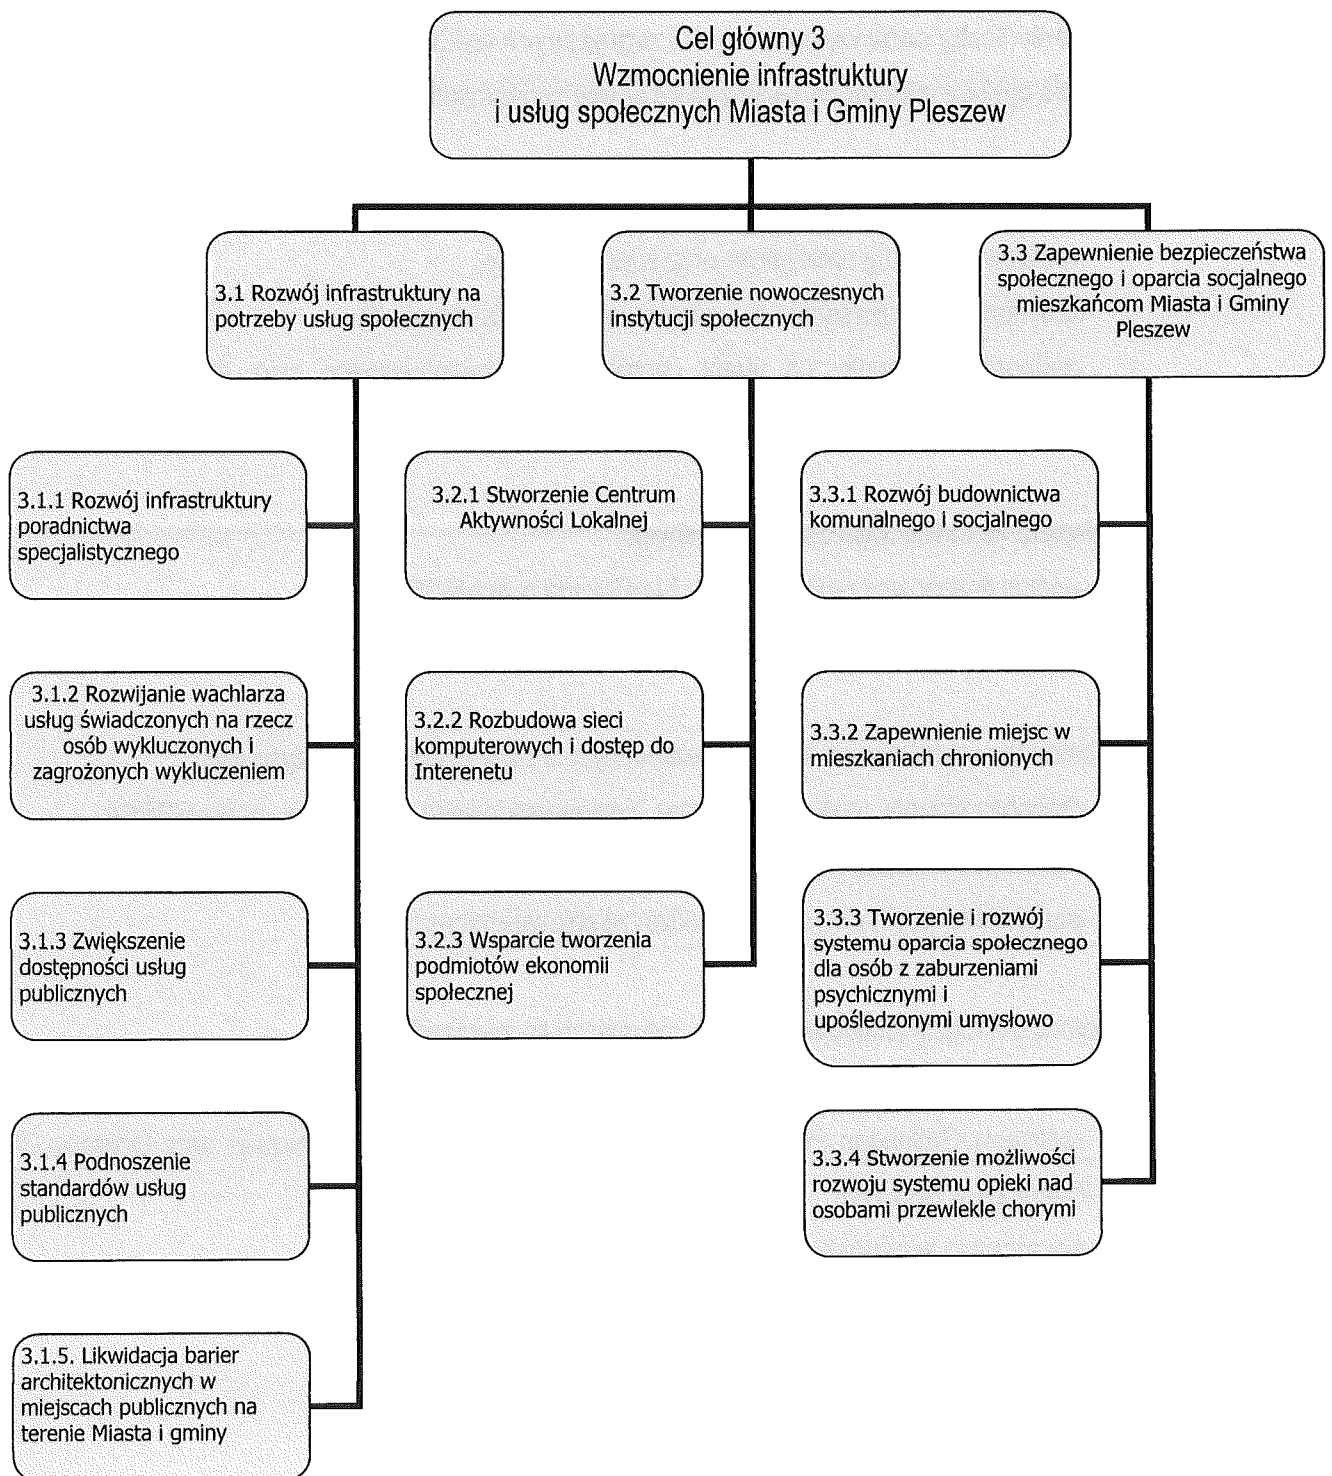 Cel główny 3
Wzmocnienie infrastruktury
i usług społecznych Miasta i Gminy Pleszew
3.1 Rozwój infrastruktury na
potrzeby usług społecznych
3.2 Tworzenie nowoczesnych
instytucji społecznych
3.3 Zapewnienie bezpieczeństwa
społecznego i oparcia socjalnego
mieszkańcom Miasta i Gminy
Pleszew
3.1.1 Rozwój infrastruktury
poradnictwa
specjalistycznego
3.2.1 Stworzenie Centrum
Aktywności Lokalnej
3.3.1 Rozwój budownictwa
komunalnego i socjalnego
3.1.2 Rozwijanie wachlarza
usług świadczonych na rzecz
osób wykluczonych i
zagrożonych wykluczeniem
3.2.2 Rozbudowa sieci
komputerowych i dostęp do
Interenetu
3.3.2 Zapewnienie miejsc w
mieszkaniach chronionych
3.1.3 Zwiększenie
dostępności usług
publicznych
3.2.3 Wsparcie tworzenia
podmiotów ekonomii
społecznej
3.3.3 Tworzenie i rozwój
systemu oparcia społecznego
dla osób z zaburzeniami
psychicznymi i
upośledzonymi umysłowo
3.1.4 Podnoszenie
standardów usług
publicznych
3.3.4 Stworzenie możliwości
rozwoju systemu opieki nad
osobami przewlekle chorymi
3.1.5. Likwidacja barier
architektonicznych w
miejscach publicznych na
terenie Miasta i gminy